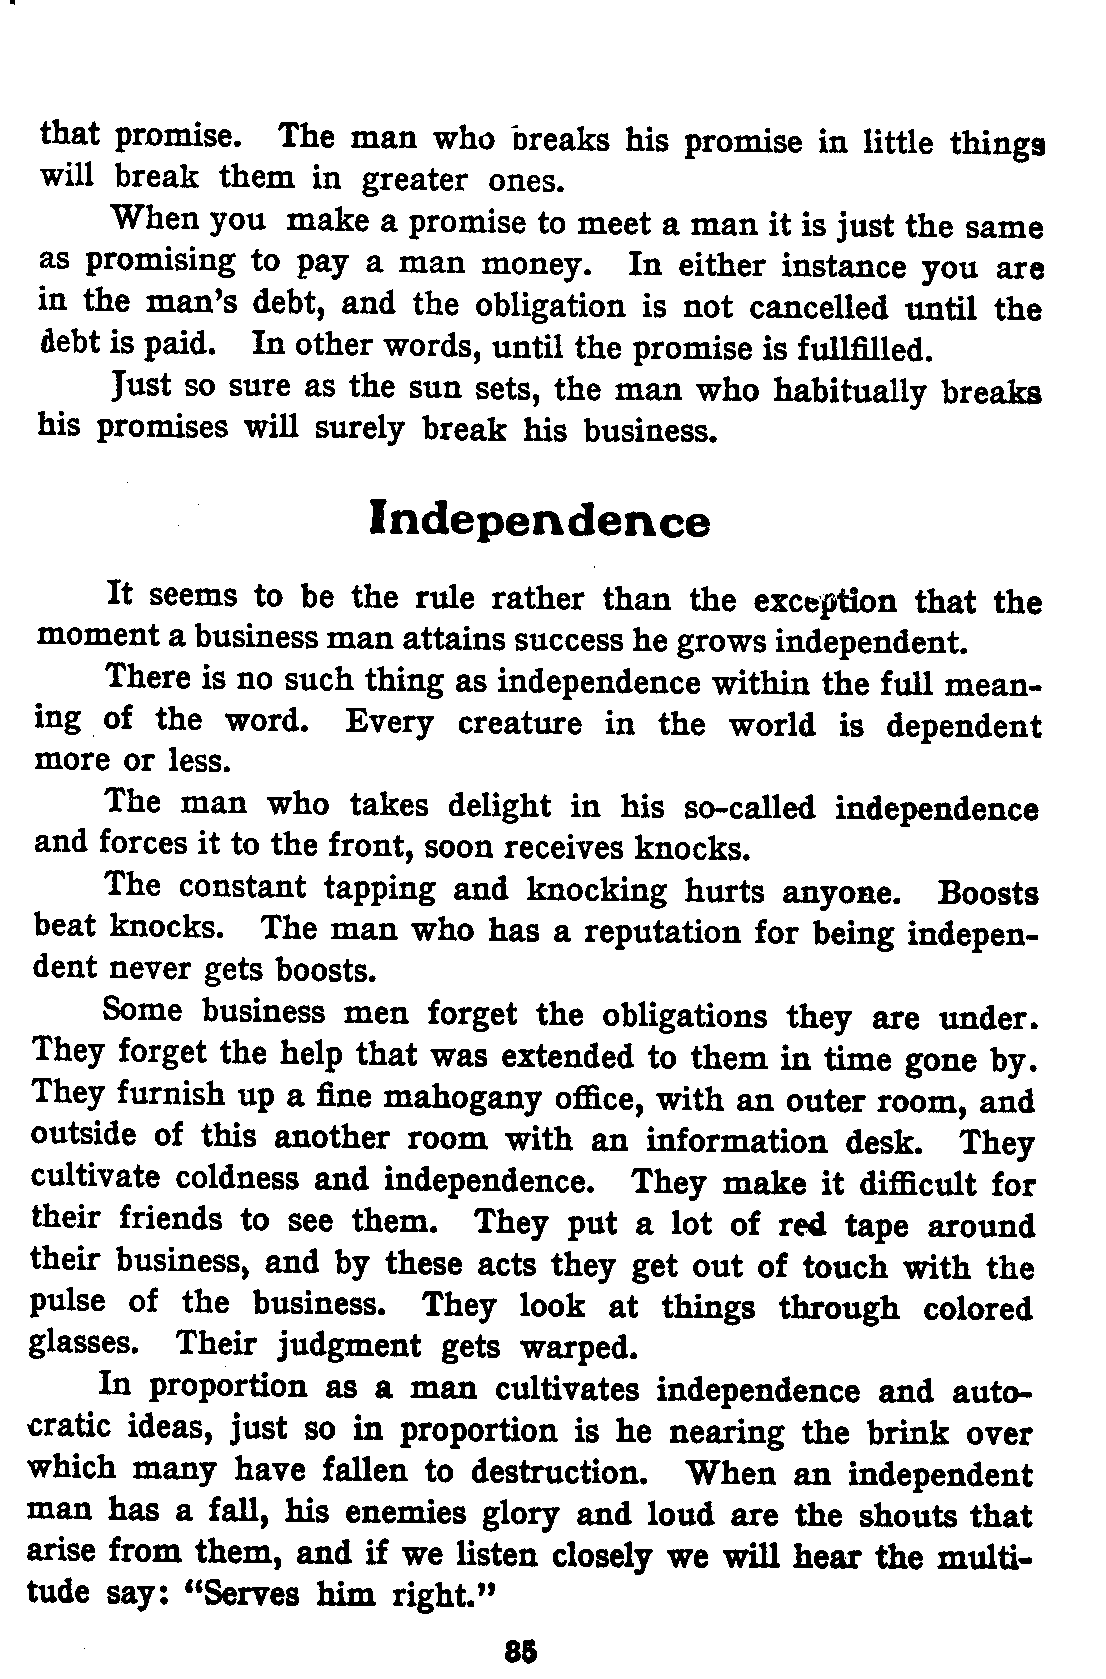 that promise. The man who breaks his promise in little things
will break them in greater ones.
When you make a promise to meet a man it is just the same
as promising to pay a man money. In either instance you are
in the man's debt, and the obligation is not cancelled until the
debt is paid. In other words, until the promise is fullfilled.
Just so sure as the sun sets, the man who habitually breaks
his promises will surely break his business.
Independence
It seems to be the rule rather than the exception that the
moment a business man attains success he grows independent.
There is no such thing as independence within the full mean-
ing of the word. Every creature in the world is dependent
more or less.
The man who takes delight in his so-called independence
and forces it to the front, soon receives knocks.
The constant tapping and knocking hurts anyone. Boosts
beat knocks. The man who has a reputation for being indepen-
dent never gets boosts.
Some business men forget the obligations they are under.
They forget the help that was extended to them in time gone by.
They furnish up a fine mahogany office, with an outer room, and
outside of this another room with an information desk. They
cultivate coldness and independence. They make it difficult for
their friends to see them. They put a lot of red tape around
their business, and by these acts they get out of touch with the
pulse of the business. They look at things through colored
glasses. Their judgment gets warped.
In proportion as a man cultivates independence and auto-
cratic ideas, just so in proportion is he nearing the brink over
which many have fallen to destruction. When an independent
man has a fall, his enemies glory and loud are the shouts that
arise from them, and if we listen closely we will hear the multi-
tude say: "Serves him right."
85